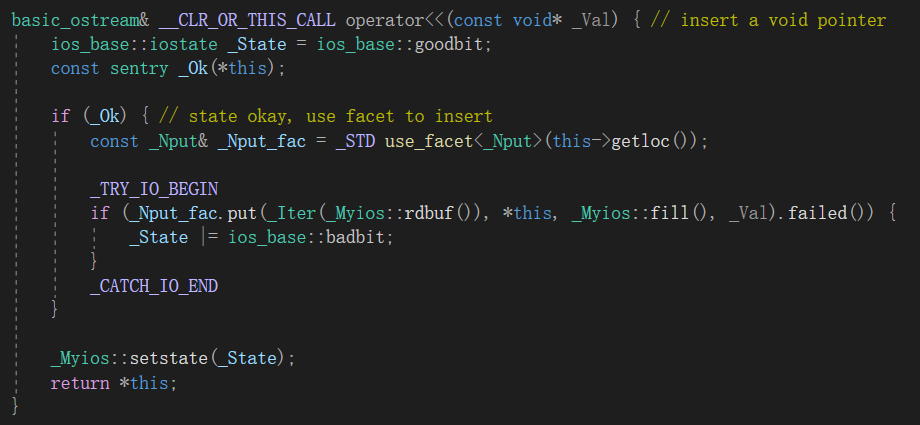 basic_ostream& __CLR_OR_THIS_CALL operator<<(const void* _Val) { // insert a void pointer
    ios_base::iostate _State = ios_base::goodbit;
    const sentry _Ok(*this);

    if (_Ok) { // state okay, use facet to insert
        const _Nput& _Nput_fac = _STD use_facet<_Nput>(this->getloc());

        _TRY_IO_BEGIN
        if (_Nput_fac.put(_Iter(_Myios::rdbuf()), *this, _Myios::fill(), _Val).failed()) {
            _State |= ios_base::badbit;
        }
        _CATCH_IO_END
    }

    _Myios::setstate(_State);
    return *this;
}